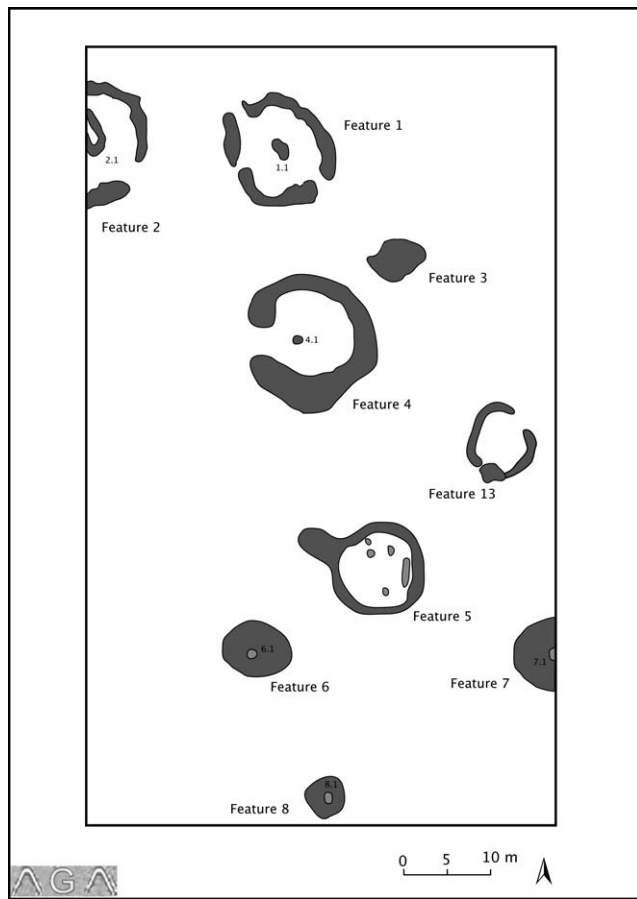 Feature 1
2.1
1.1
Feature 2
Feature 3
4.1
Feature 4
Feature 13
Feature 5
6.1
7.1
Feature 6
Feature 7
8.1
Feature 8
0 5 10 m
AGA